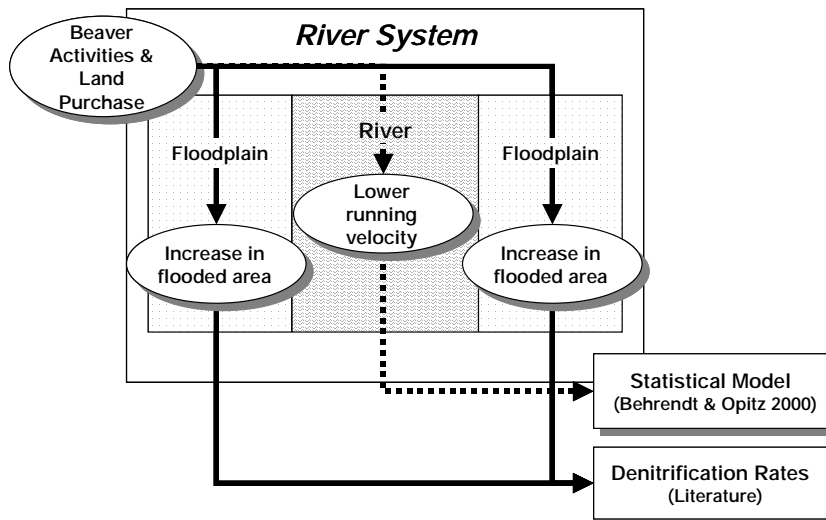 River System
Beaver
Activities &
Land
Purchase
Floodplain
River
Floodplain
Increase in
flooded area
Lower
running
velocity
Increase in
flooded area
Statistical Model
(Behrendt & Opitz 2000)
Denitrification Rates
(Literature)